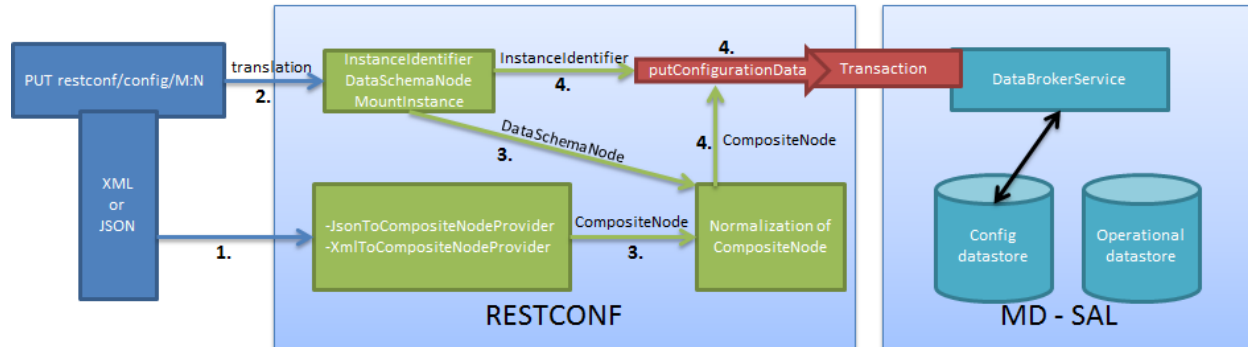 PUT restconf/config/M:N
XML
or
JSON
translation
2.
1.
InstanceIdentifier
DataSchemaNode
MountInstance
InstanceIdentifier
4.
DataSchemaNode
3.
-JsonToCompositeNodeProvider
-XmlToCompositeNodeProvider
CompositeNode
3.
4.
putConfigurationData
Transaction
4.
CompositeNode
Normalization of
CompositeNode
RESTCONF
DataBrokerService
Config
datastore
Operational
datastore
MD - SAL